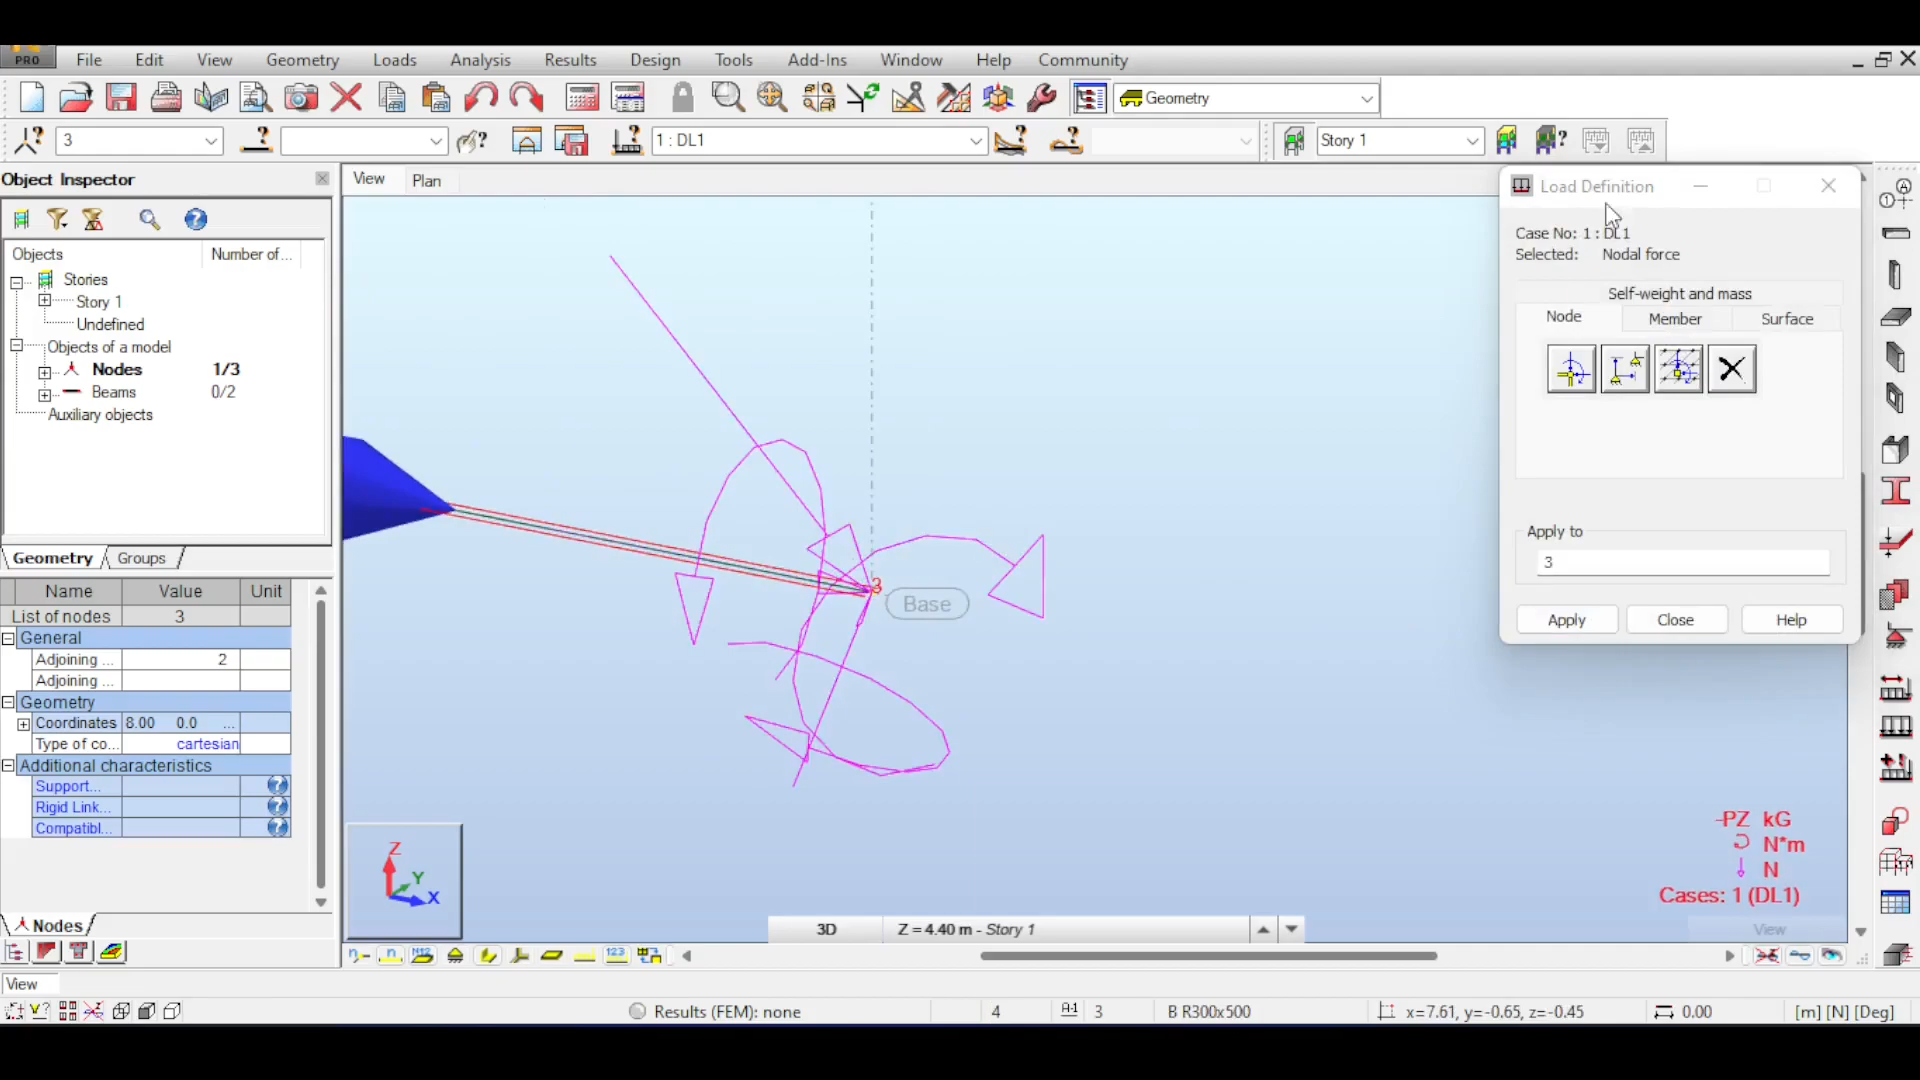 PRO File Edit View Geometry Loads Analysis Results Design Tools Add-Ins Window Help Community
Geometry
3 1 : DL1 Story 1
Object Inspector
View Plan
Load Definition
Case No: 1 : DL1
Selected: Nodal force
Self-weight and mass
Node Member Surface
Apply to
3
Apply Close Help
Objects Number of...
Stories
Story 1
Undefined
Objects of a model
Nodes 1/3
Beams 0/2
Auxiliary objects
Geometry Groups
Name Value Unit
List of nodes 3
General
Adjoining ... 2
Adjoining ...
Geometry
Coordinates 8.00 0.0 ...
Type of co... cartesian
Additional characteristics
Support...
Rigid Link...
Compatibl...
Nodes
3
Base
Z
Y
X
-PZ kG
N*m
N
Cases: 1 (DL1)
View
3D Z = 4.40 m - Story 1
View
Results (FEM): none 4 3 B R300x500 x=7.61, y=-0.65, z=-0.45 0.00 [m] [N] [Deg]